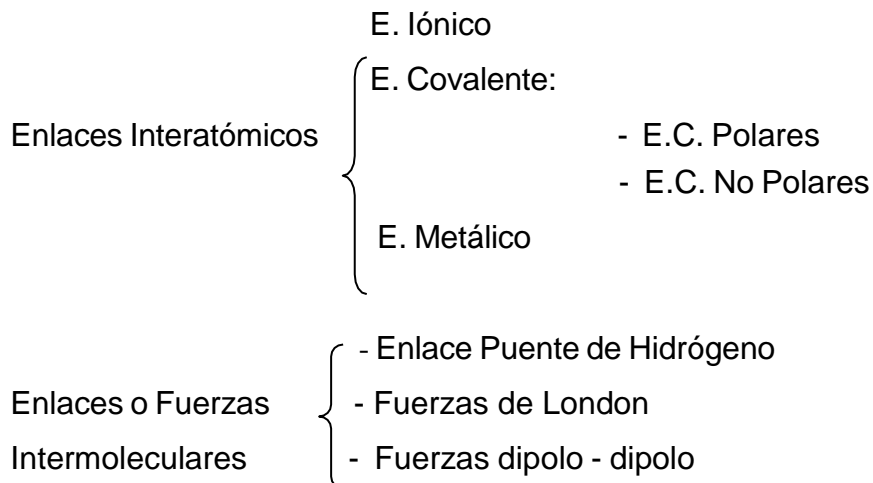 E. Iónico
E. Covalente:
Enlaces Interatómicos
- E.C. Polares
- E.C. No Polares
E. Metálico
- Enlace Puente de Hidrógeno
Enlaces o Fuerzas - Fuerzas de London
Intermoleculares - Fuerzas dipolo - dipolo